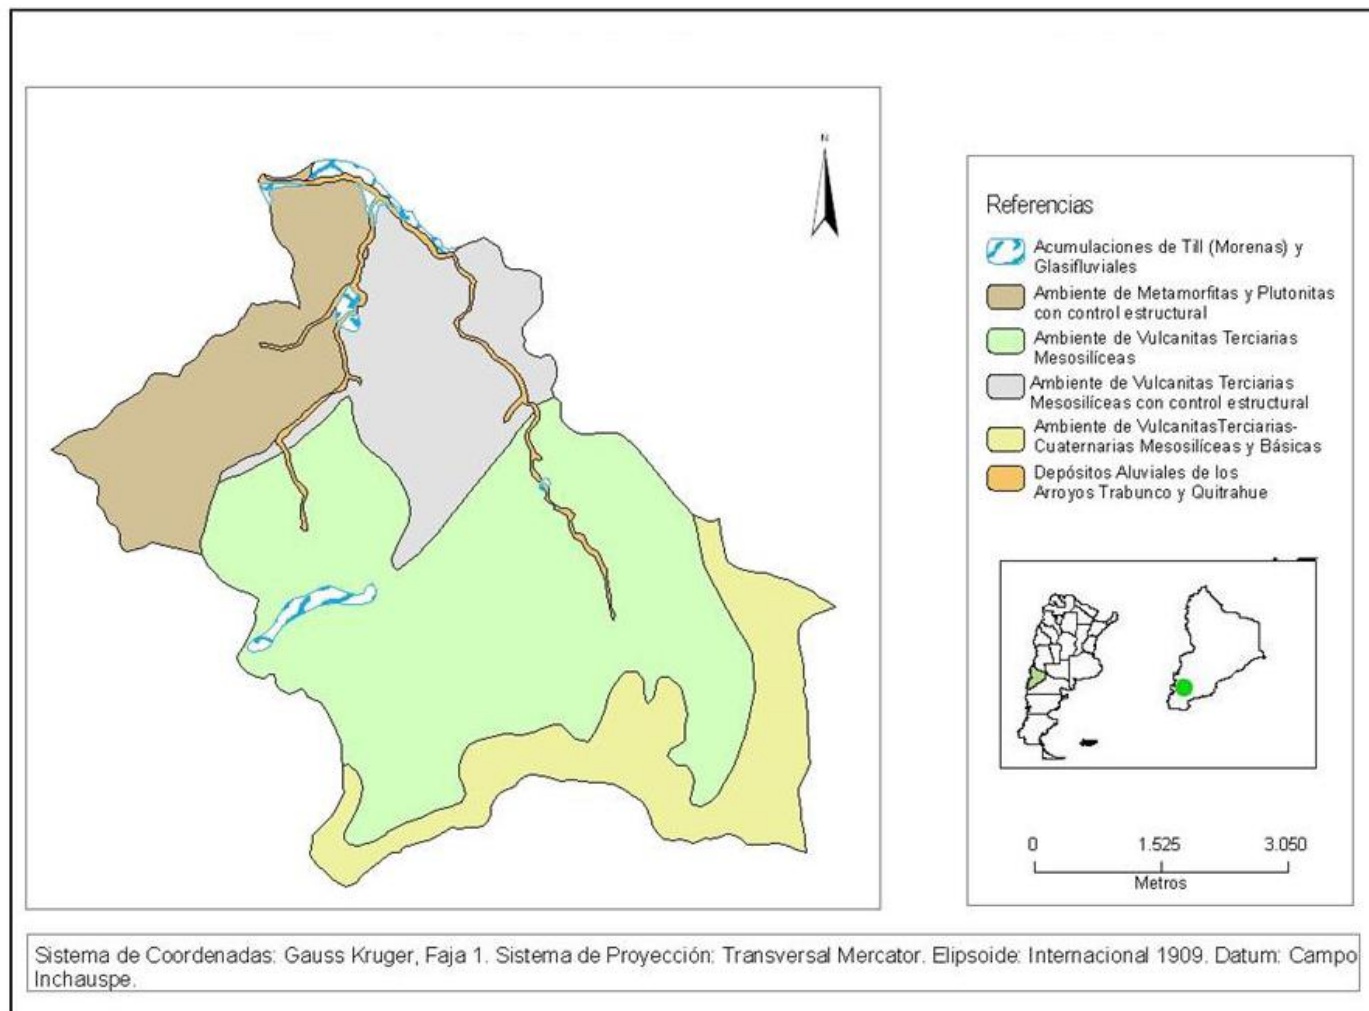 N
Referencias
Acumulaciones de Till (Morenas) y
Glasifluviales
Ambiente de Metamorfitas y Plutonitas
con control estructural
Ambiente de Vulcanitas Terciarias
Mesosilíceas
Ambiente de Vulcanitas Terciarias
Mesosilíceas con control estructural
Ambiente de VulcanitasTerciarias-
Cuaternarias Mesosilíceas y Básicas
Depósitos Aluviales de los
Arroyos Trabunco y Quitrahue
0 1.525 3.050
Metros
Sistema de Coordenadas: Gauss Kruger, Faja 1. Sistema de Proyección: Transversal Mercator. Elipsoide: Internacional 1909. Datum: Campo
Inchauspe.